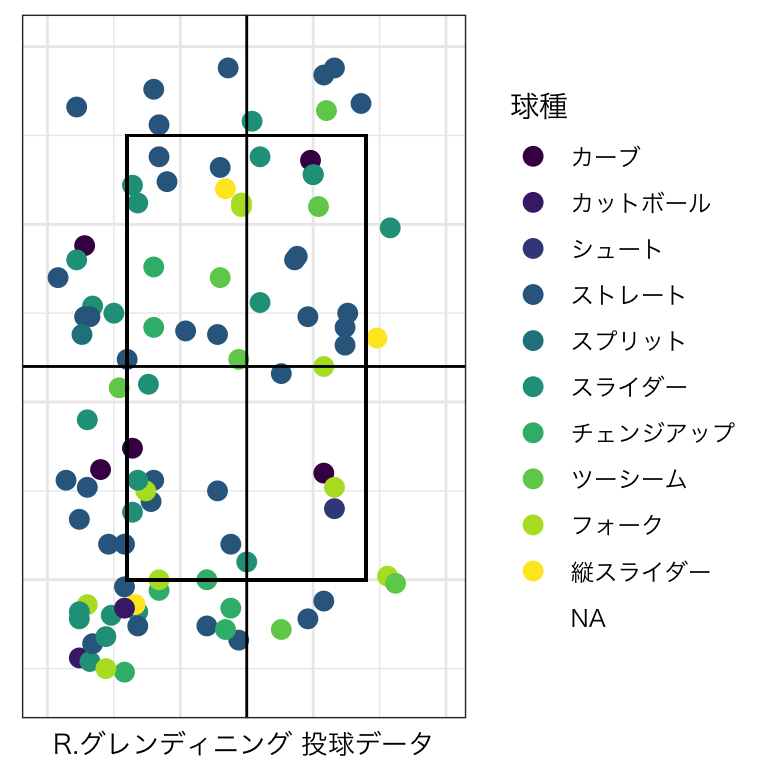 球種
カーブ
カットボール
シュート
ストレート
スプリット
スライダー
チェンジアップ
ツーシーム
フォーク
縦スライダー
NA
R.グレンディニング 投球データ